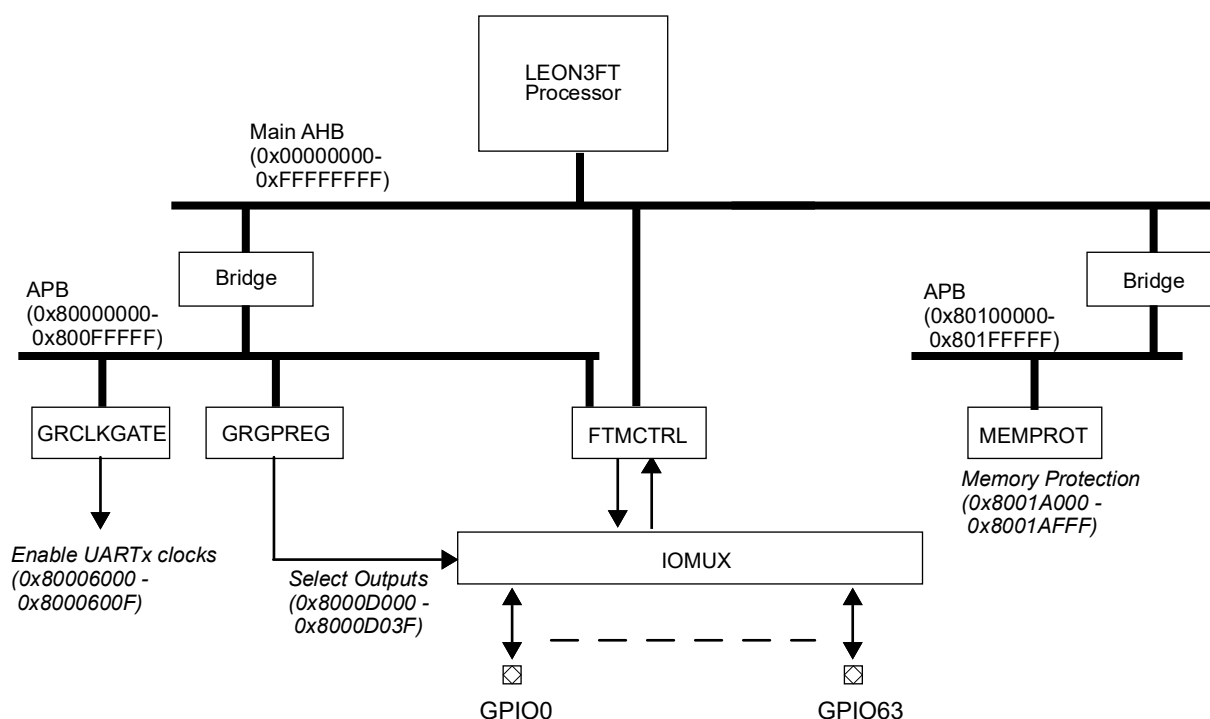 LEON3FT
Processor
Main AHB
(0x00000000-
0xFFFFFFFF)
Bridge
Bridge
APB
(0x80000000-
0x800FFFFF)
APB
(0x80100000-
0x801FFFFF)
GRCLKGATE
GRGPREG
FTMCTRL
MEMPROT
Memory Protection
(0x8001A000 -
0x8001AFFF)
Enable UARTx clocks
(0x80006000 -
0x8000600F)
Select Outputs
(0x8000D000 -
0x8000D03F)
IOMUX
GPIO0
GPIO63